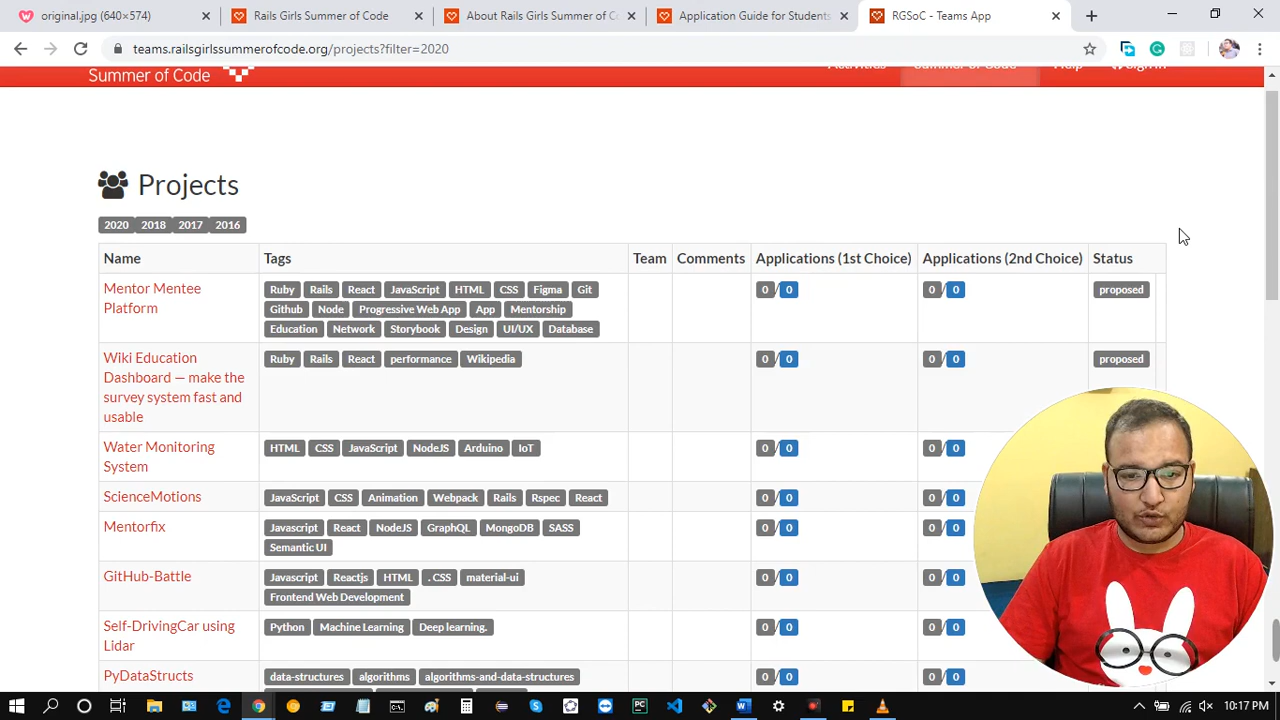 original.jpg (640×574)
Rails Girls Summer of Code
About Rails Girls Summer of C
Application Guide for Students
RGSoC - Teams App
teams.railsgirlssummerofcode.org/projects?filter=2020
Summer of Code
Activities Summer of Code Help Sign in
Projects
2020 2018 2017 2016
Name Tags Team Comments Applications (1st Choice) Applications (2nd Choice) Status
Mentor Mentee
Platform
Ruby Rails React JavaScript HTML CSS Figma Git
Github Node Progressive Web App App Mentorship
Education Network Storybook Design UI/UX Database
0/0 0/0 proposed
Wiki Education
Dashboard — make the
survey system fast and
usable
Ruby Rails React performance Wikipedia
0/0 0/0 proposed
Water Monitoring
System
HTML CSS JavaScript NodeJS Arduino IoT
0/0 0/0
ScienceMotions
JavaScript CSS Animation Webpack Rails Rspec React
0/0 0/0
Mentorfix
Javascript React NodeJS GraphQL MongoDB SASS
Semantic UI
0/0 0/0
GitHub-Battle
Javascript Reactjs HTML . CSS material-ui
Frontend Web Development
0/0 0/0
Self-DrivingCar using
Lidar
Python Machine Learning Deep learning.
0/0 0/0
PyDataStructs
data-structures algorithms algorithms-and-data-structures
0/0 0/0
10:17 PM